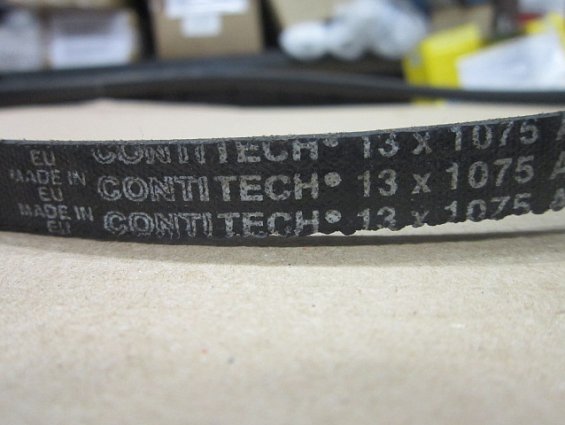 EU CONTITECH® 13 x 1075 A
MADE IN EU CONTITECH® 13 x 1075 A
MADE IN EU CONTITECH® 13 x 1075